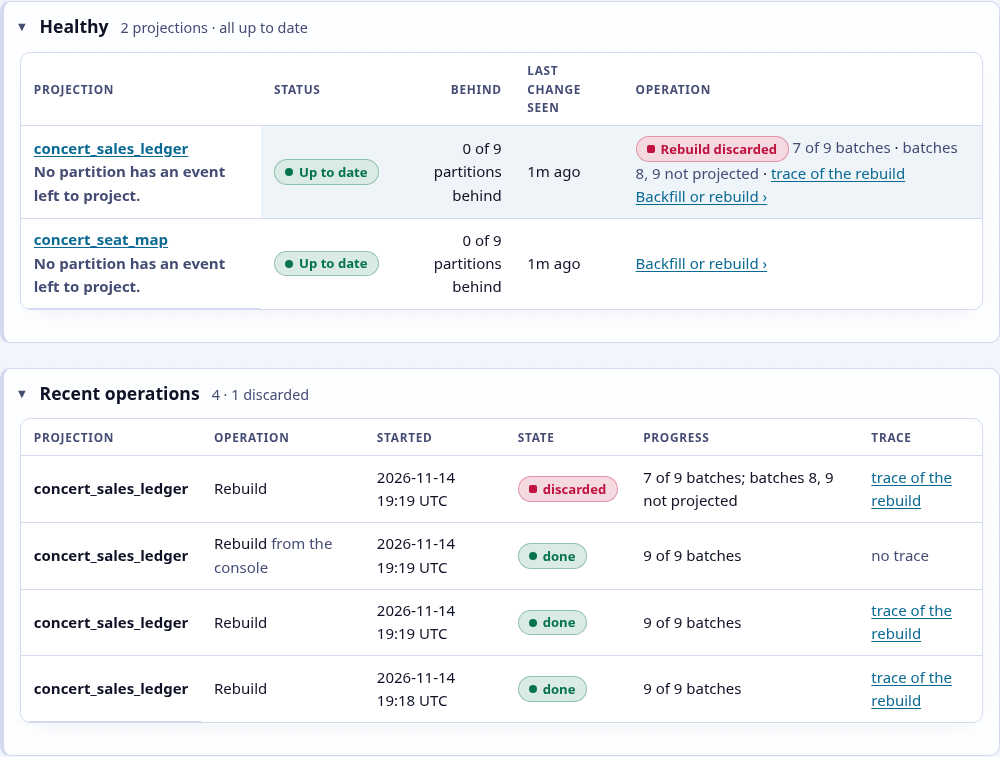 ▼ Healthy 2 projections · all up to date
PROJECTION STATUS BEHIND LAST CHANGE SEEN OPERATION
concert_sales_ledger
No partition has an event
left to project.
Up to date
0 of 9
partitions
behind
1m ago
Rebuild discarded 7 of 9 batches · batches
8, 9 not projected · trace of the rebuild
Backfill or rebuild ›
concert_seat_map
No partition has an event
left to project.
Up to date
0 of 9
partitions
behind
1m ago
Backfill or rebuild ›
▼ Recent operations 4 · 1 discarded
PROJECTION OPERATION STARTED STATE PROGRESS TRACE
concert_sales_ledger
Rebuild
2026-11-14
19:19 UTC
discarded
7 of 9 batches; batches 8, 9
not projected
trace of the
rebuild
concert_sales_ledger
Rebuild from the
console
2026-11-14
19:19 UTC
done
9 of 9 batches
no trace
concert_sales_ledger
Rebuild
2026-11-14
19:19 UTC
done
9 of 9 batches
trace of the
rebuild
concert_sales_ledger
Rebuild
2026-11-14
19:18 UTC
done
9 of 9 batches
trace of the
rebuild